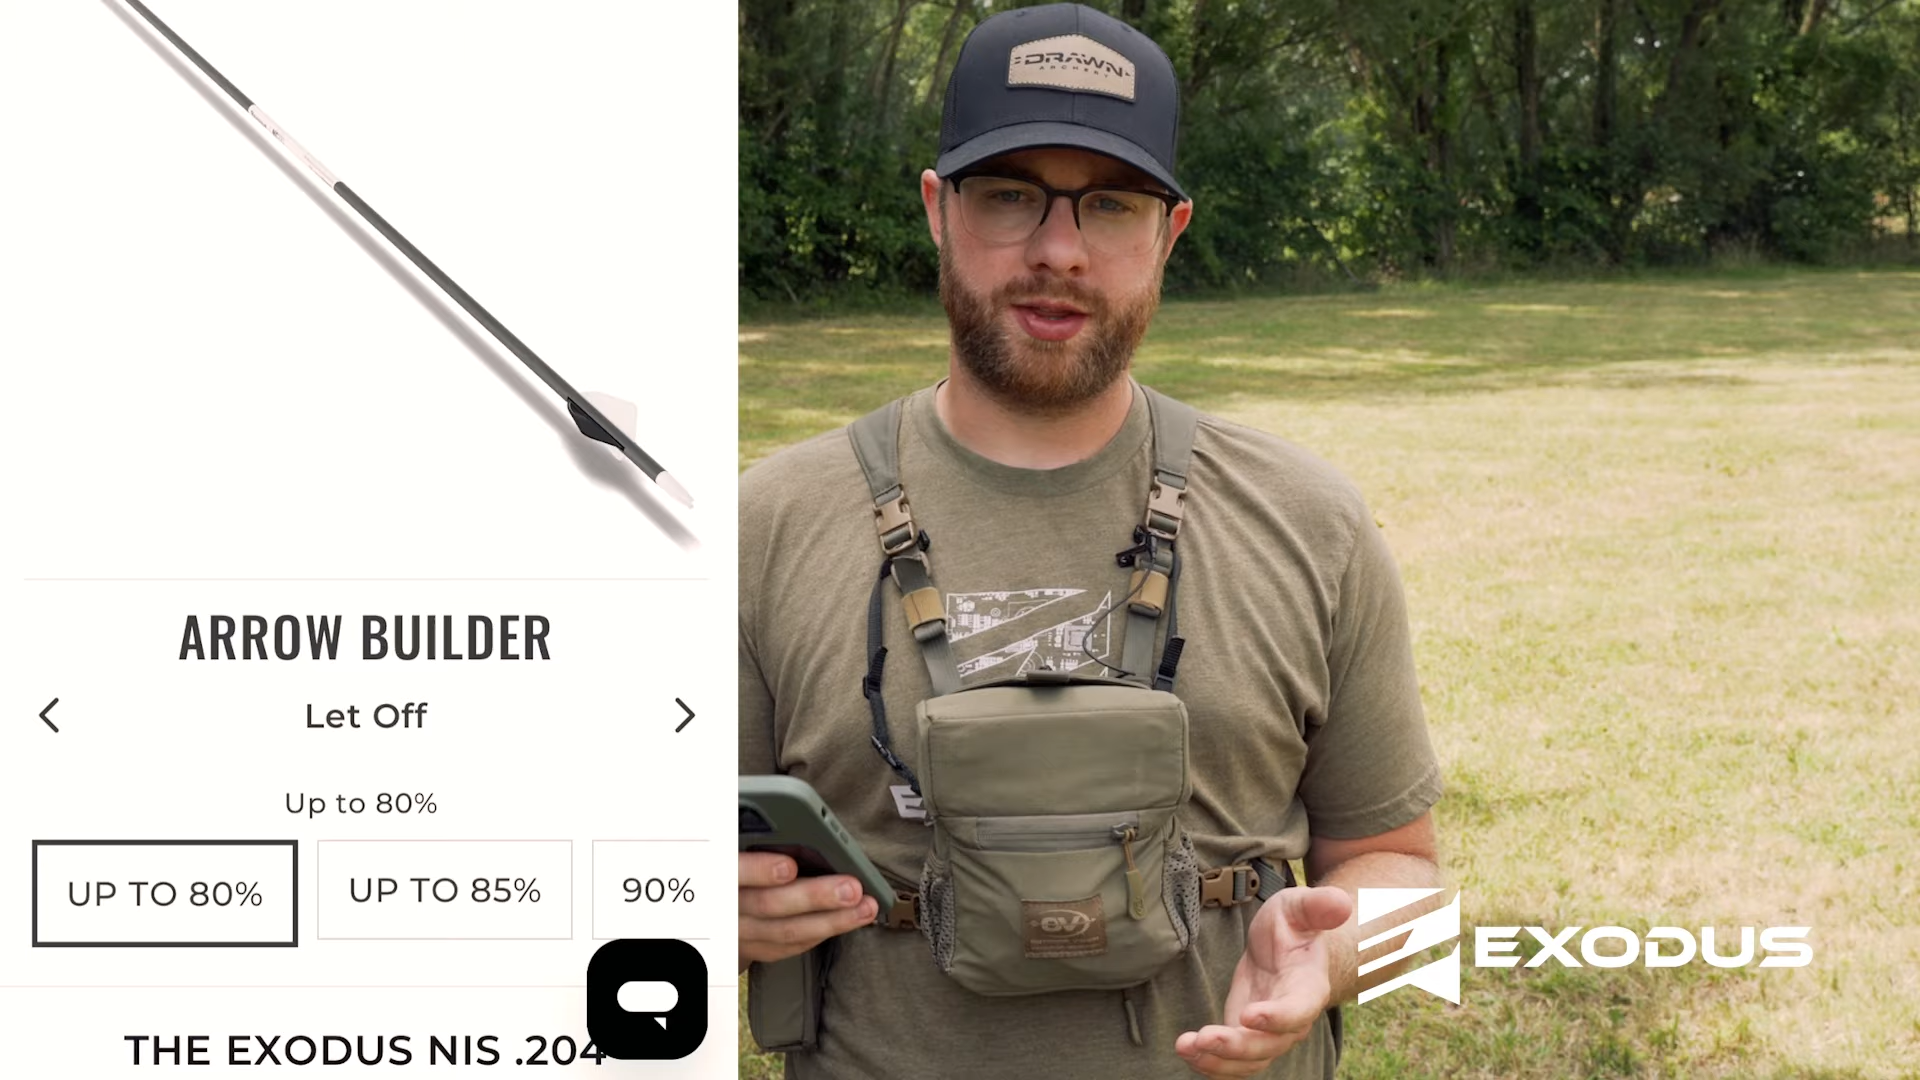 ARROW BUILDER
Let Off
Up to 80%
UP TO 80%
UP TO 85%
90%
THE EXODUS NIS .204
DRAWN
ARCHERY
EXODUS